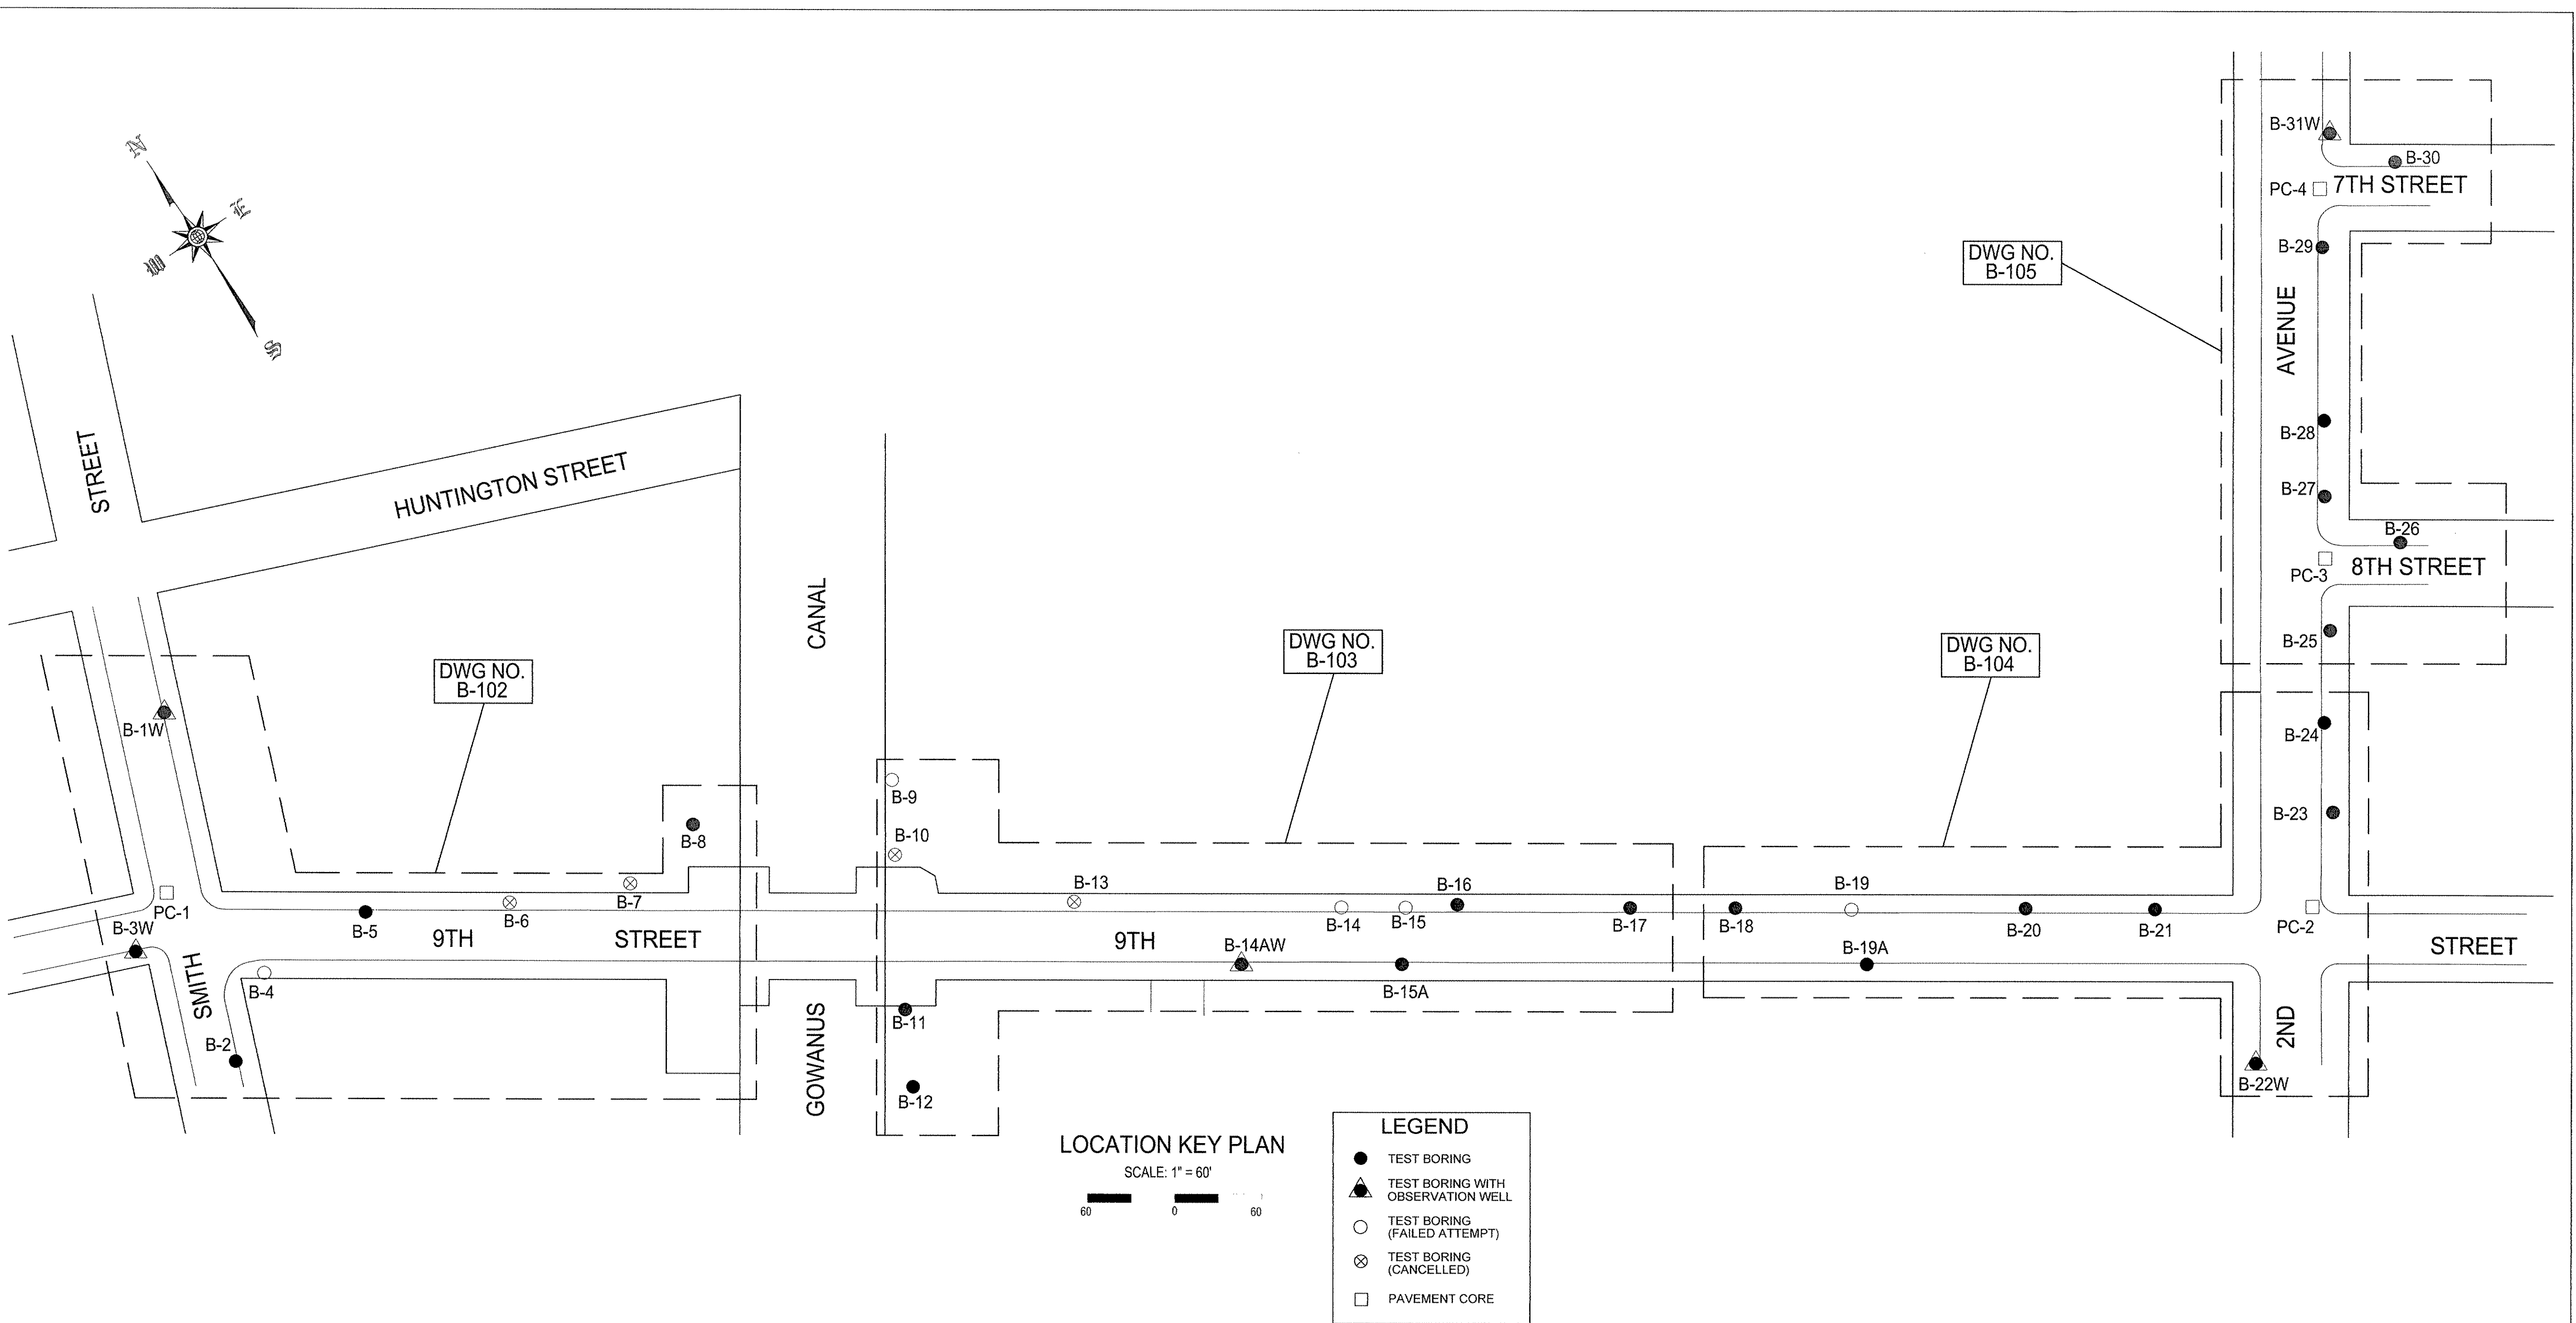 N
E
W
S
STREET
HUNTINGTON STREET
CANAL
DWG NO.
B-102
DWG NO.
B-103
DWG NO.
B-104
DWG NO.
B-105
B-31W
B-30
PC-4
7TH STREET
B-29
AVENUE
B-28
B-27
B-26
PC-3
8TH STREET
B-25
B-24
B-23
B-1W
B-8
B-9
B-10
PC-1
B-3W
B-5
B-6
B-7
B-13
B-14
B-15
B-16
B-17
B-18
B-19
B-20
B-21
PC-2
9TH
STREET
9TH
B-14AW
B-19A
STREET
SMITH
B-4
B-2
B-15A
B-11
B-12
GOWANUS
2ND
B-22W
LOCATION KEY PLAN
SCALE: 1" = 60'
60
0
60
LEGEND
TEST BORING
TEST BORING WITH
OBSERVATION WELL
TEST BORING
(FAILED ATTEMPT)
TEST BORING
(CANCELLED)
PAVEMENT CORE